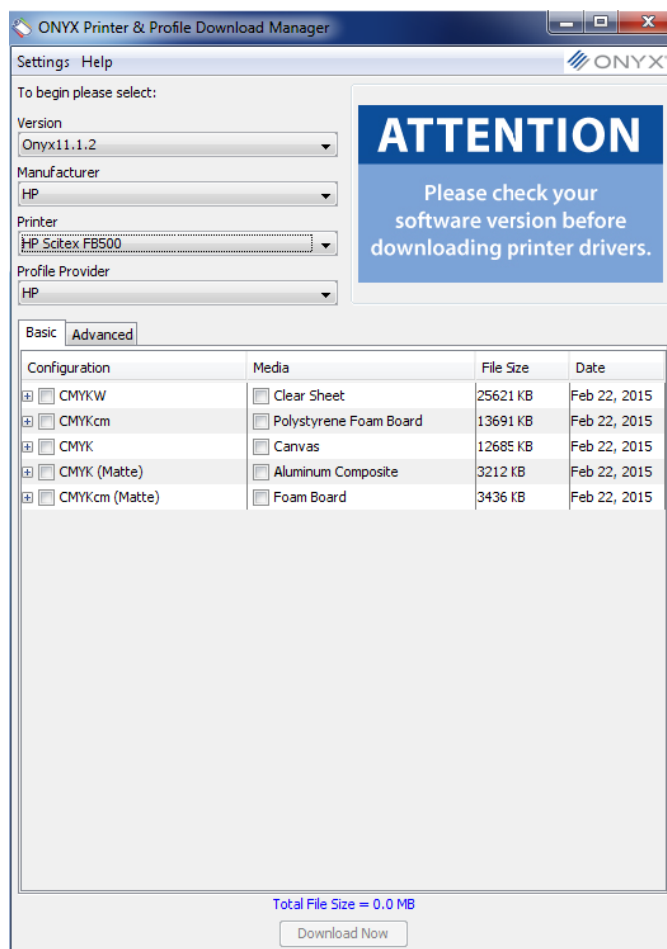 ONYX Printer & Profile Download Manager
Settings Help
ONYX
To begin please select:
Version
Onyx11.1.2
Manufacturer
HP
Printer
HP Scitex FB500
Profile Provider
HP
ATTENTION
Please check your
software version before
downloading printer drivers.
Basic Advanced
Configuration Media File Size Date
CMYKW Clear Sheet 25621 KB Feb 22, 2015
CMYKcm Polystyrene Foam Board 13691 KB Feb 22, 2015
CMYK Canvas 12685 KB Feb 22, 2015
CMYK (Matte) Aluminum Composite 3212 KB Feb 22, 2015
CMYKcm (Matte) Foam Board 3436 KB Feb 22, 2015
Total File Size = 0.0 MB
Download Now